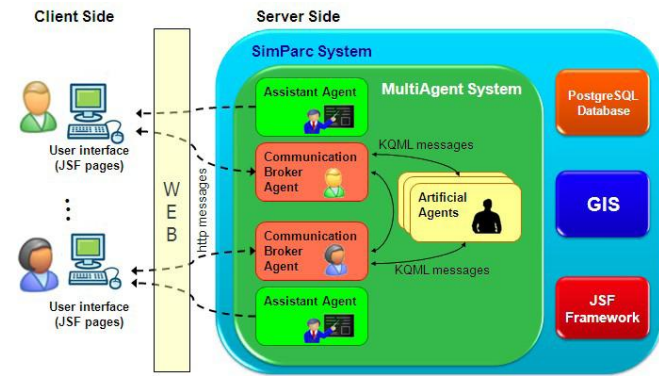 Client Side
Server Side
SimParc System
MultiAgent System
Assistant Agent
Communication
Broker
Agent
KQML messages
Artificial
Agents
Communication
Broker
Agent
KQML messages
Assistant Agent
User interface
(JSF pages)
User interface
(JSF pages)
W
E
B
http messages
PostgreSQL
Database
GIS
JSF
Framework